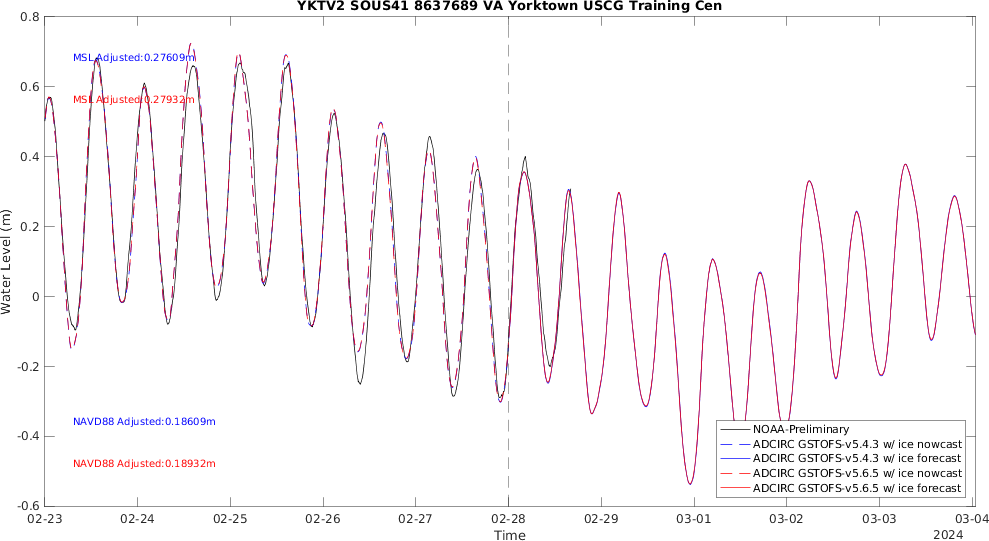 YKTV2 SOUS41 8637689 VA Yorktown USCG Training Cen
0.8
0.6
0.4
0.2
0
-0.2
-0.4
-0.6
Water Level (m)
MSL Adjusted:0.27609m
MSL Adjusted:0.27932m
NAVD88 Adjusted:0.18609m
NAVD88 Adjusted:0.18932m
NOAA-Preliminary
ADCIRC GSTOFS-v5.4.3 w/ ice nowcast
ADCIRC GSTOFS-v5.4.3 w/ ice forecast
ADCIRC GSTOFS-v5.6.5 w/ ice nowcast
ADCIRC GSTOFS-v5.6.5 w/ ice forecast
02-23 02-24 02-25 02-26 02-27 02-28 02-29 03-01 03-02 03-03 03-04
Time
2024